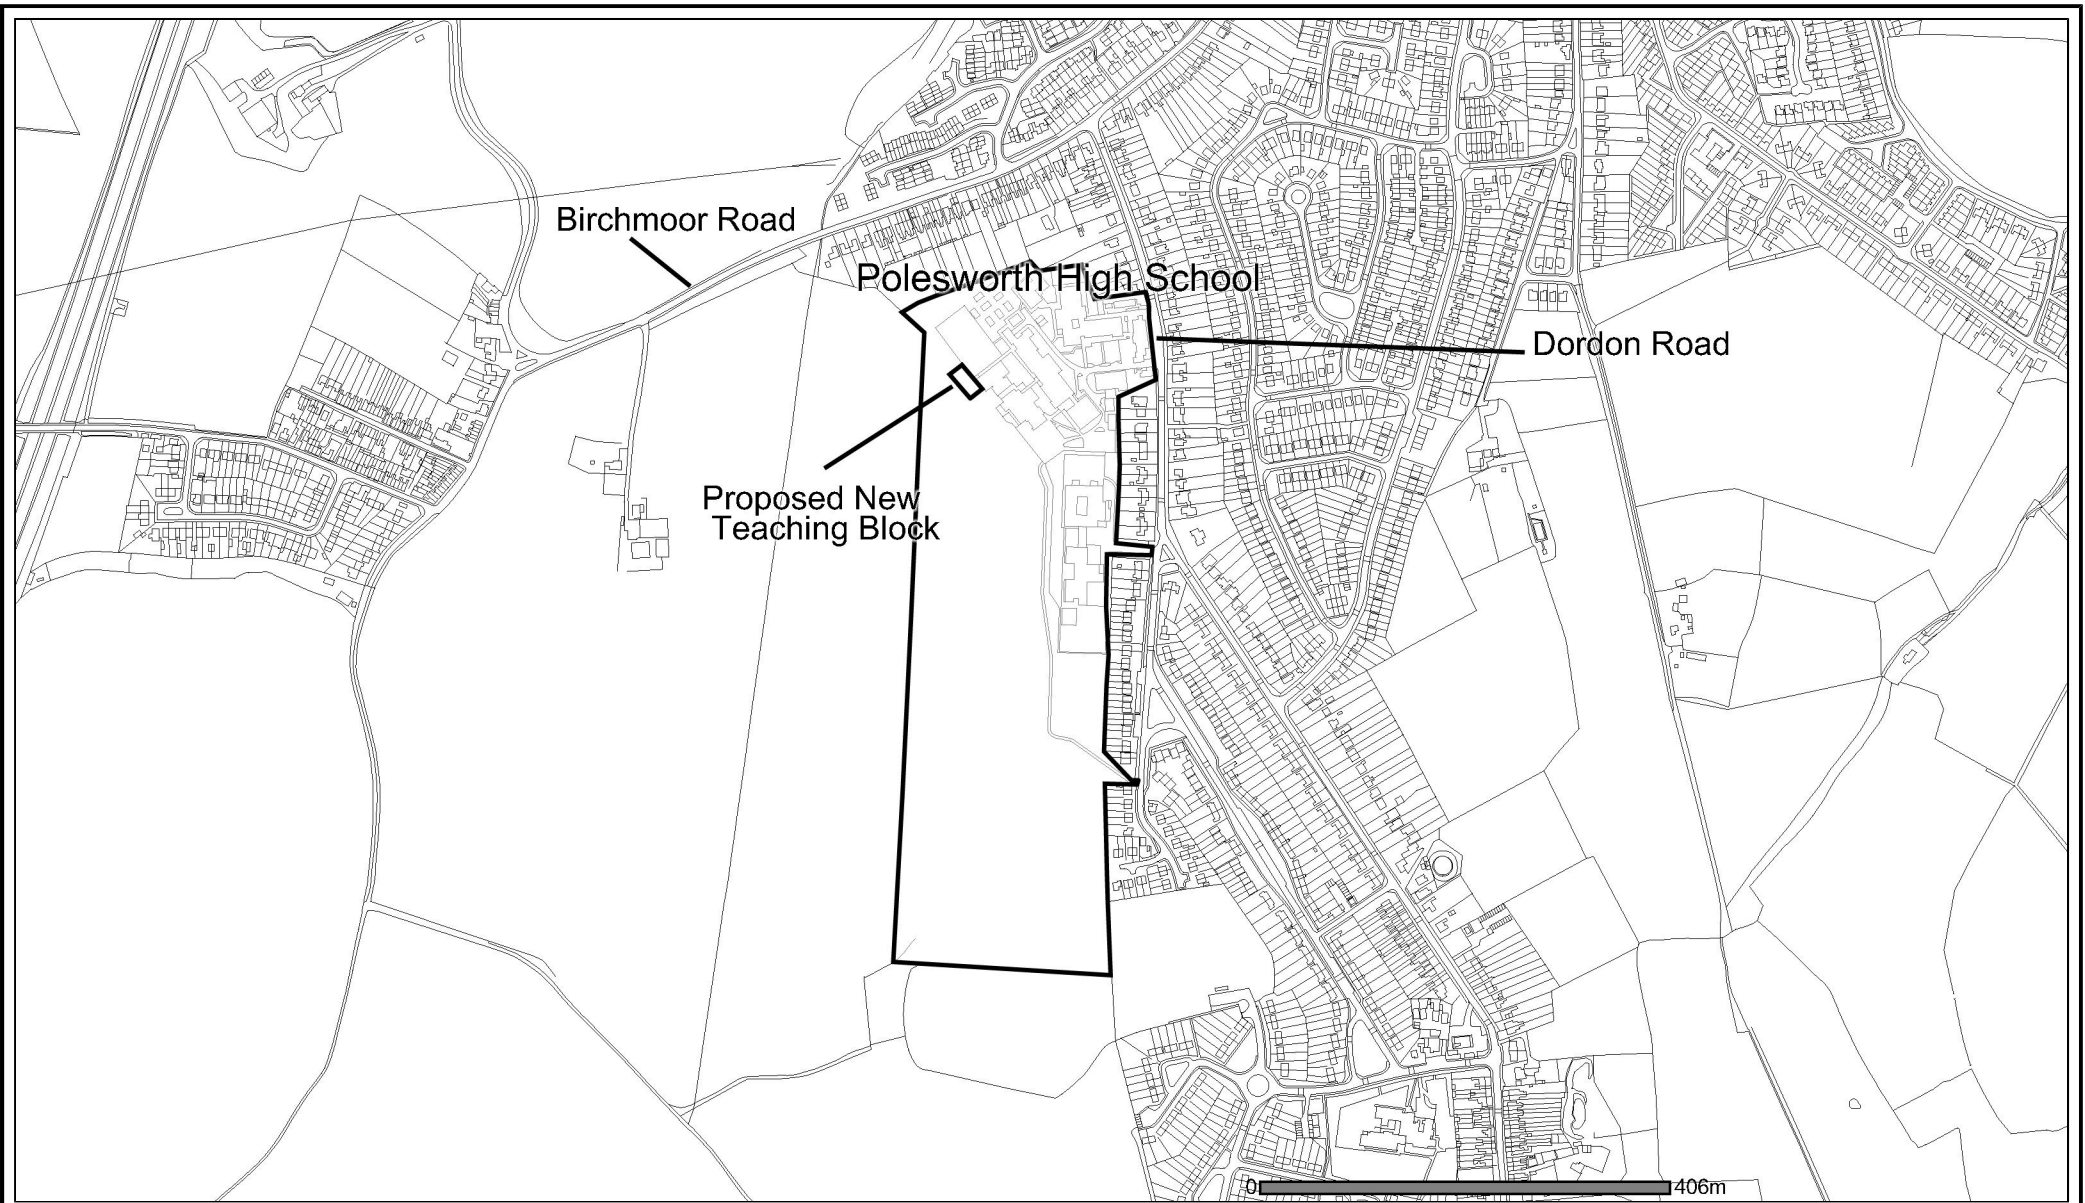 Birchmoor Road
Polesworth High School
Dordon Road
Proposed New
Teaching Block
0 406m